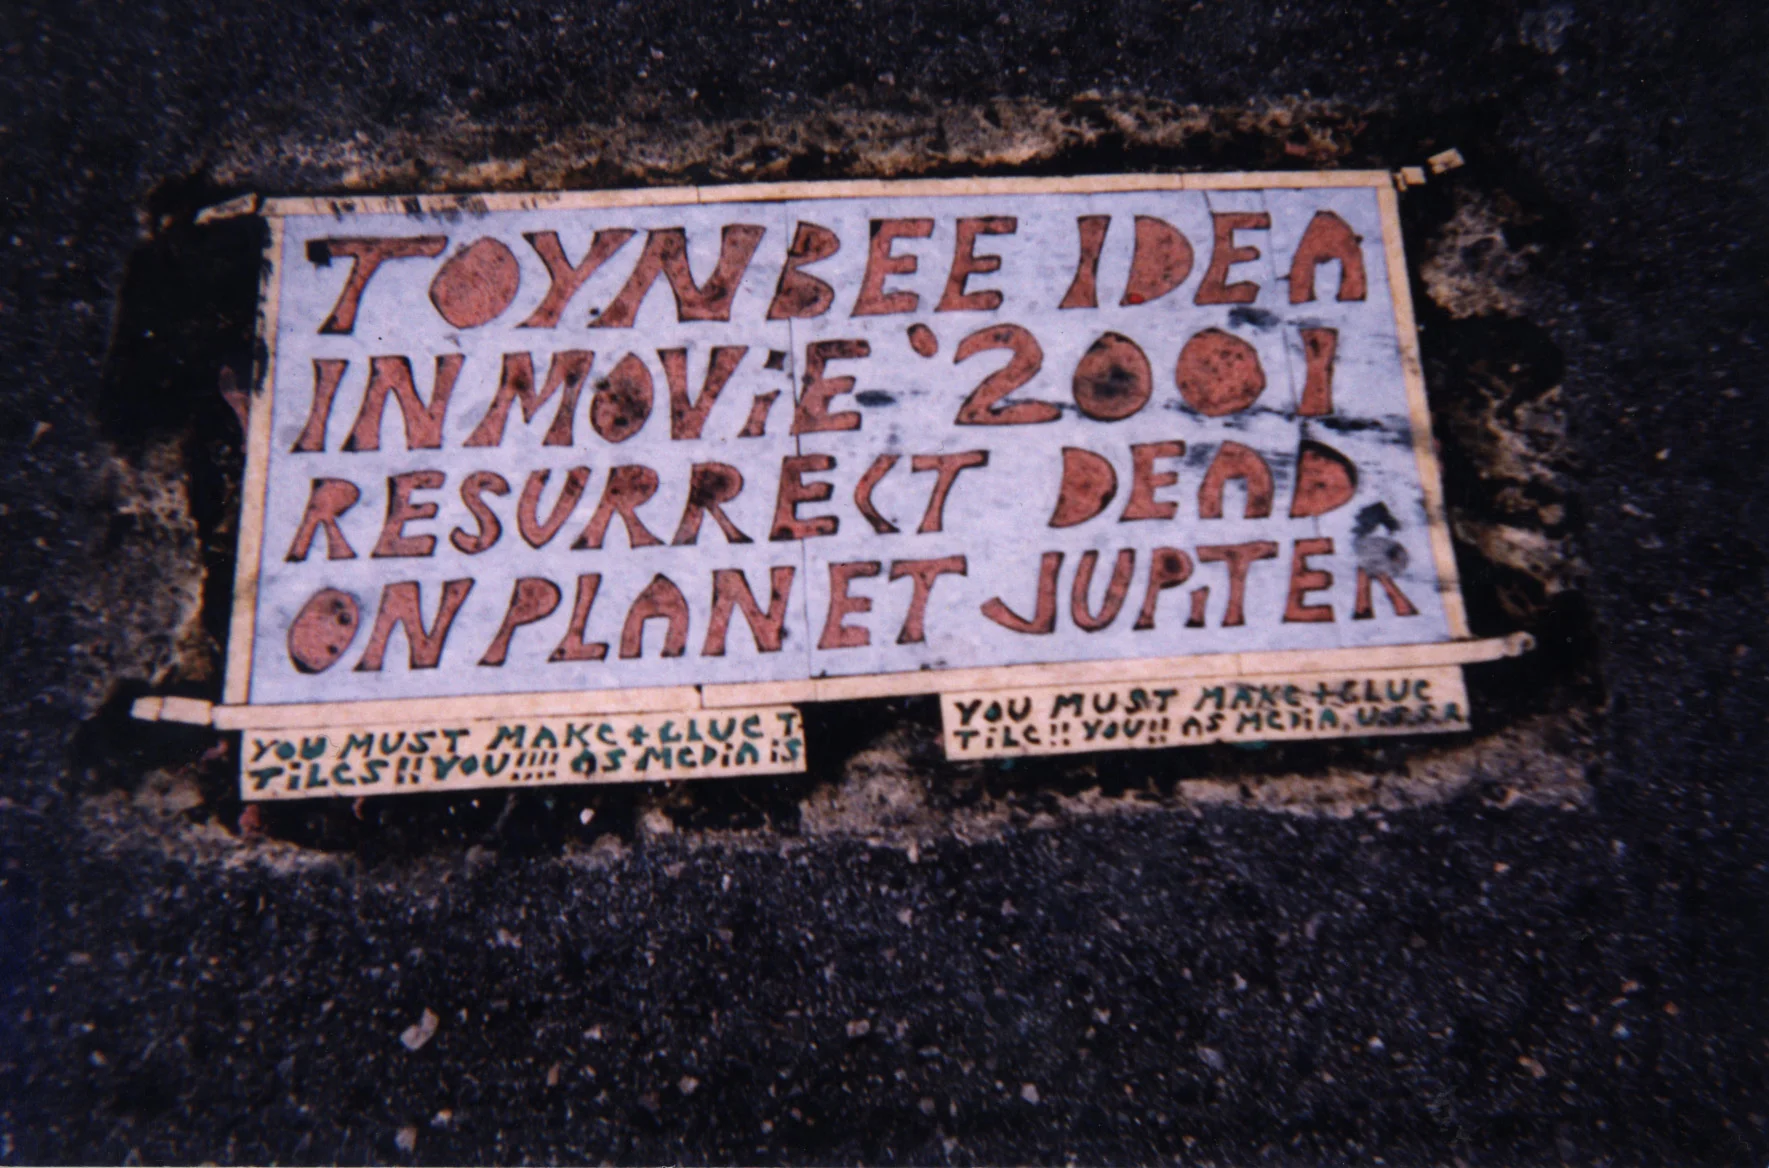 TOYNBEE IDEA
IN MOViE '2001
RESURRECT DEAD
ON PLANET JUPiTER
YOU MUST MAKE + GLUE T
TiLES!! YOU!!!! AS MEDiA iS
YOU MUST MAKE + GLUE
TiLE!! YOU!! AS MEDiA, U.S.S.R.